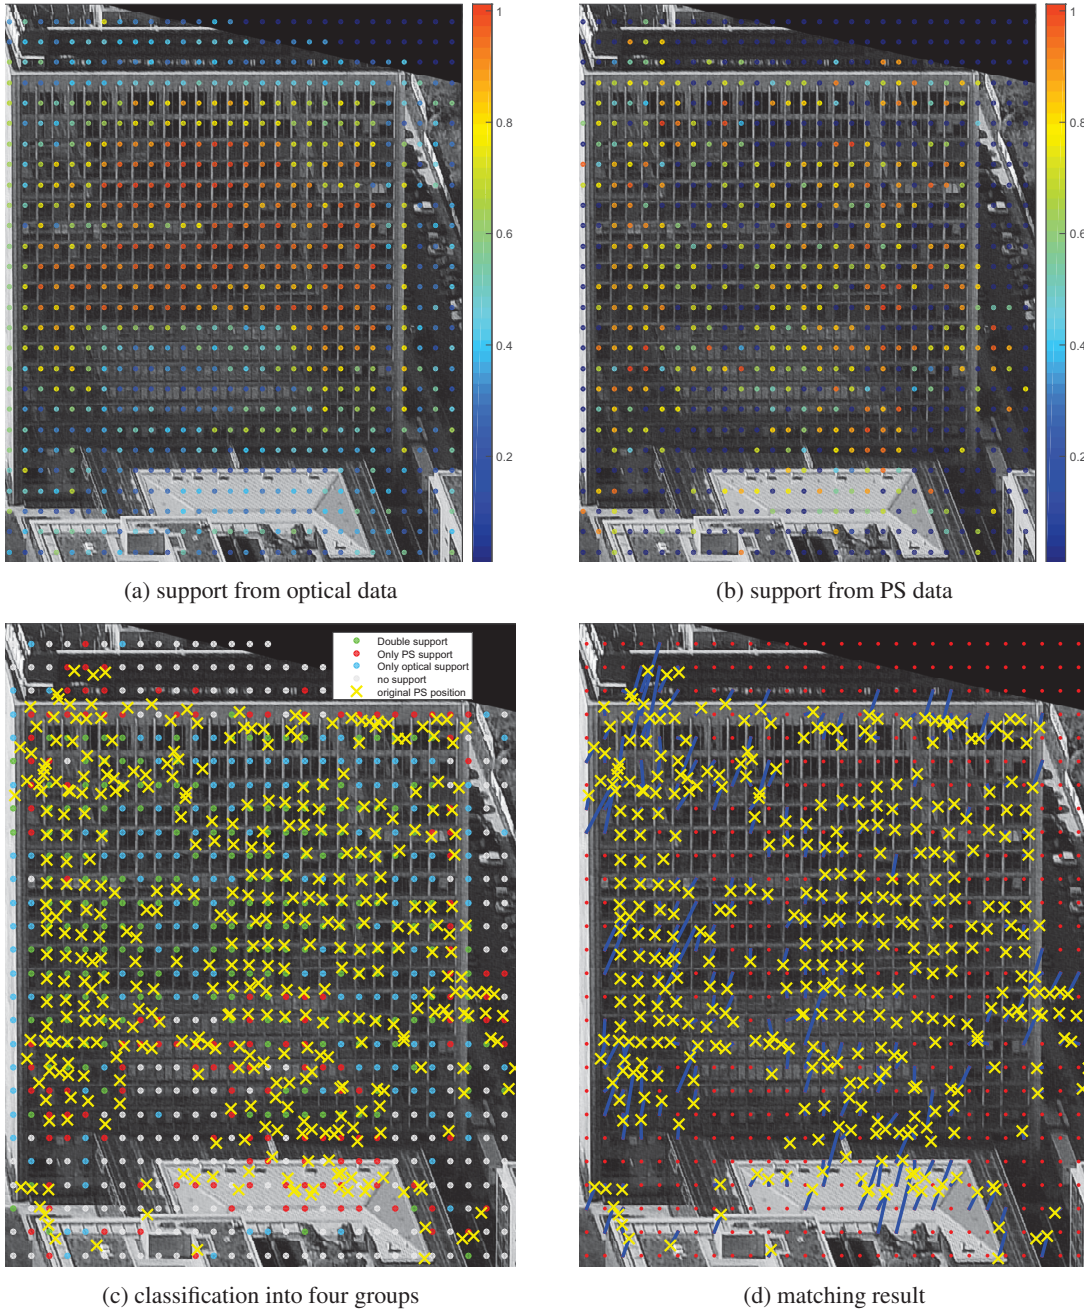 1
0.8
0.6
0.4
0.2
1
0.8
0.6
0.4
0.2
(a) support from optical data
(b) support from PS data
Double support
Only PS support
Only optical support
no support
original PS position
(c) classification into four groups
(d) matching result